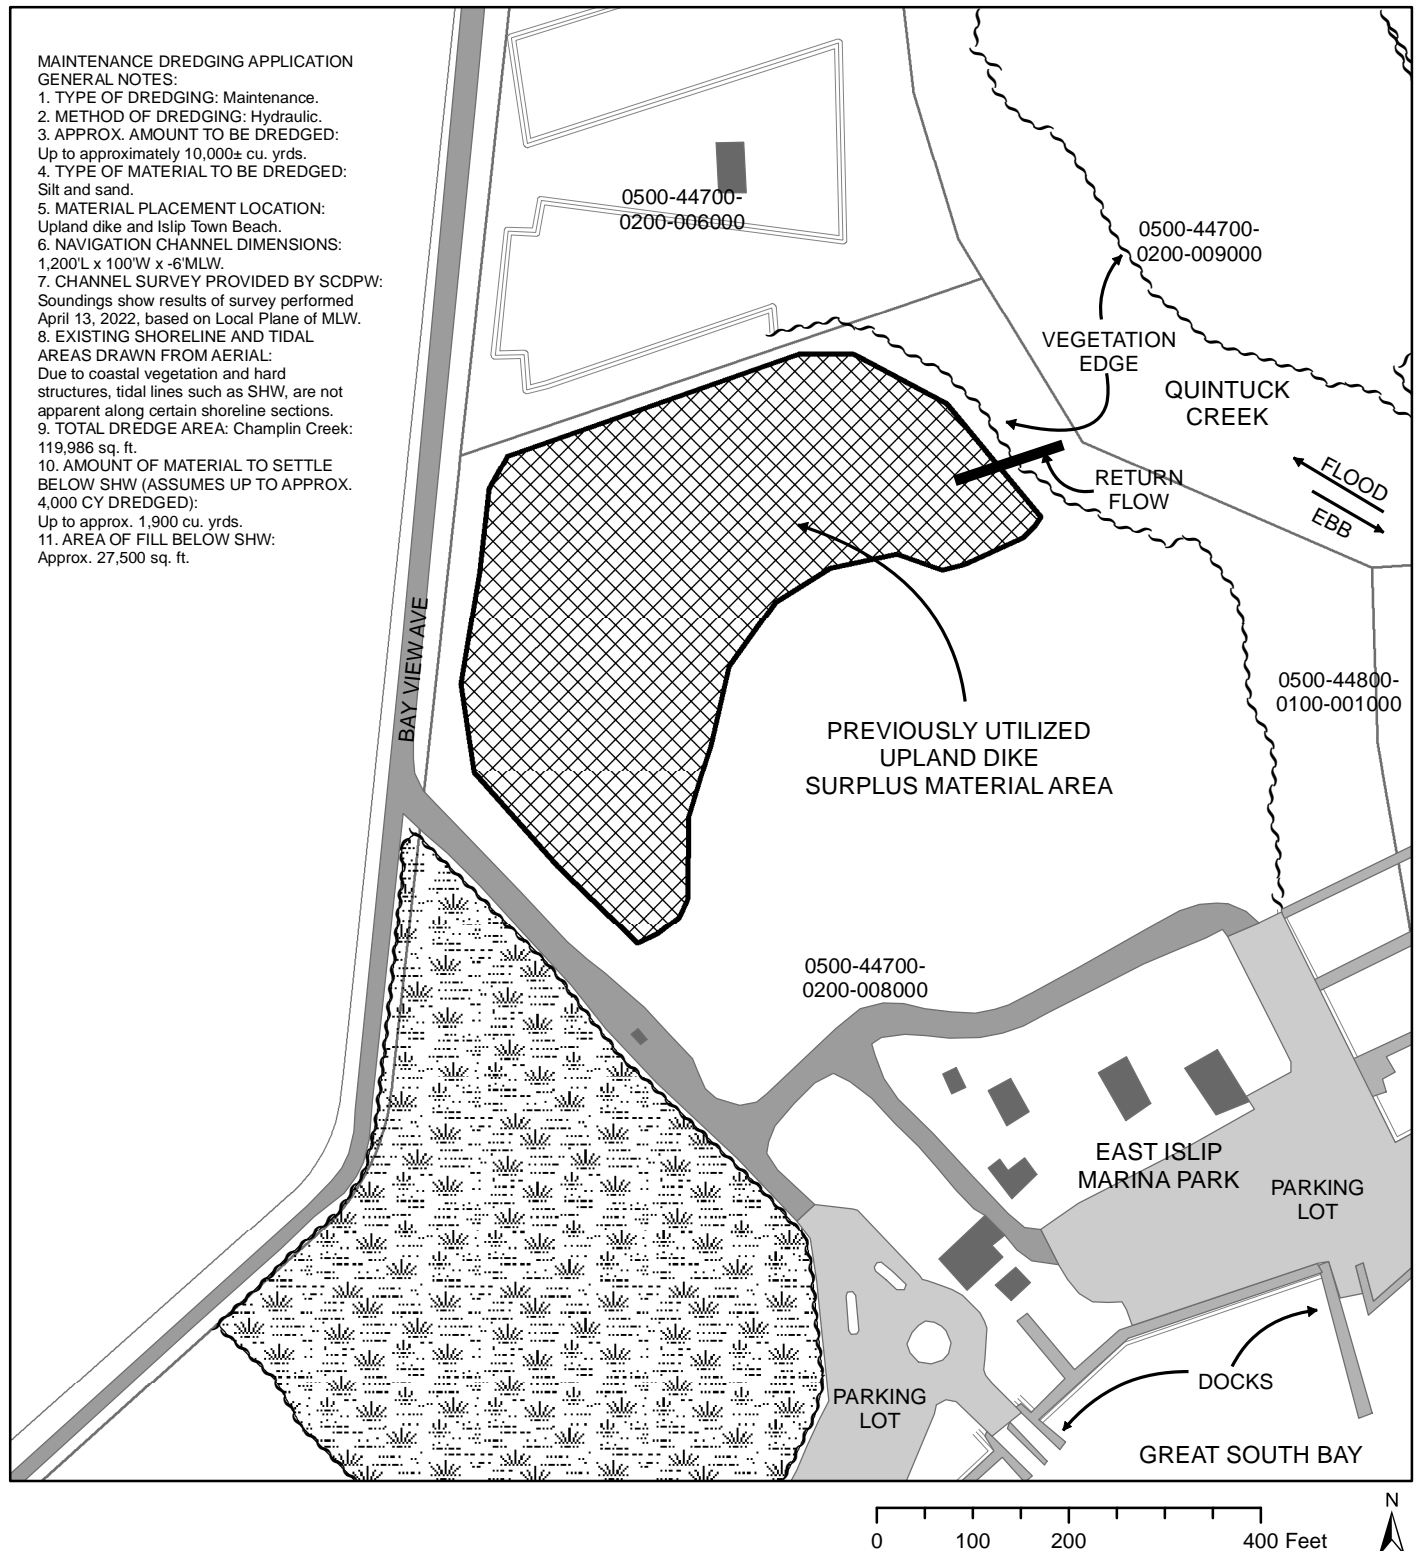 MAINTENANCE DREDGING APPLICATION
GENERAL NOTES:
1. TYPE OF DREDGING: Maintenance.
2. METHOD OF DREDGING: Hydraulic.
3. APPROX. AMOUNT TO BE DREDGED:
Up to approximately 10,000± cu. yrds.
4. TYPE OF MATERIAL TO BE DREDGED:
Silt and sand.
5. MATERIAL PLACEMENT LOCATION:
Upland dike and Islip Town Beach.
6. NAVIGATION CHANNEL DIMENSIONS:
1,200'L x 100'W x -6'MLW.
7. CHANNEL SURVEY PROVIDED BY SCDPW:
Soundings show results of survey performed
April 13, 2022, based on Local Plane of MLW.
8. EXISTING SHORELINE AND TIDAL
AREAS DRAWN FROM AERIAL:
Due to coastal vegetation and hard
structures, tidal lines such as SHW, are not
apparent along certain shoreline sections.
9. TOTAL DREDGE AREA: Champlin Creek:
119,986 sq. ft.
10. AMOUNT OF MATERIAL TO SETTLE
BELOW SHW (ASSUMES UP TO APPROX.
4,000 CY DREDGED):
Up to approx. 1,900 cu. yrds.
11. AREA OF FILL BELOW SHW:
Approx. 27,500 sq. ft.
0500-44700-
0200-006000
0500-44700-
0200-009000
VEGETATION
EDGE
QUINTUCK
CREEK
RETURN
FLOW
FLOOD
EBB
BAY VIEW AVE
0500-44800-
0100-001000
PREVIOUSLY UTILIZED
UPLAND DIKE
SURPLUS MATERIAL AREA
0500-44700-
0200-008000
EAST ISLIP
MARINA PARK
PARKING
LOT
DOCKS
PARKING
LOT
GREAT SOUTH BAY
N
0 100 200 400 Feet